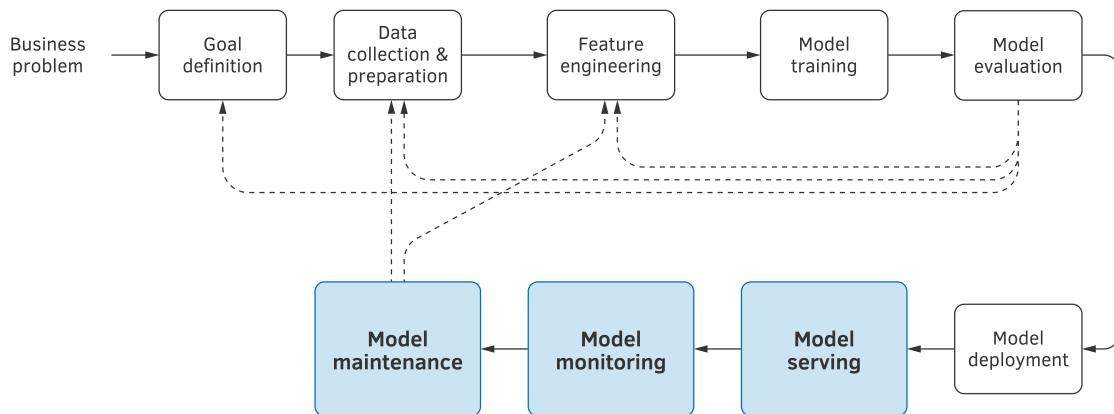 Business
problem
Goal
definition
Data
collection &
preparation
Feature
engineering
Model
training
Model
evaluation
Model
maintenance
Model
monitoring
Model
serving
Model
deployment